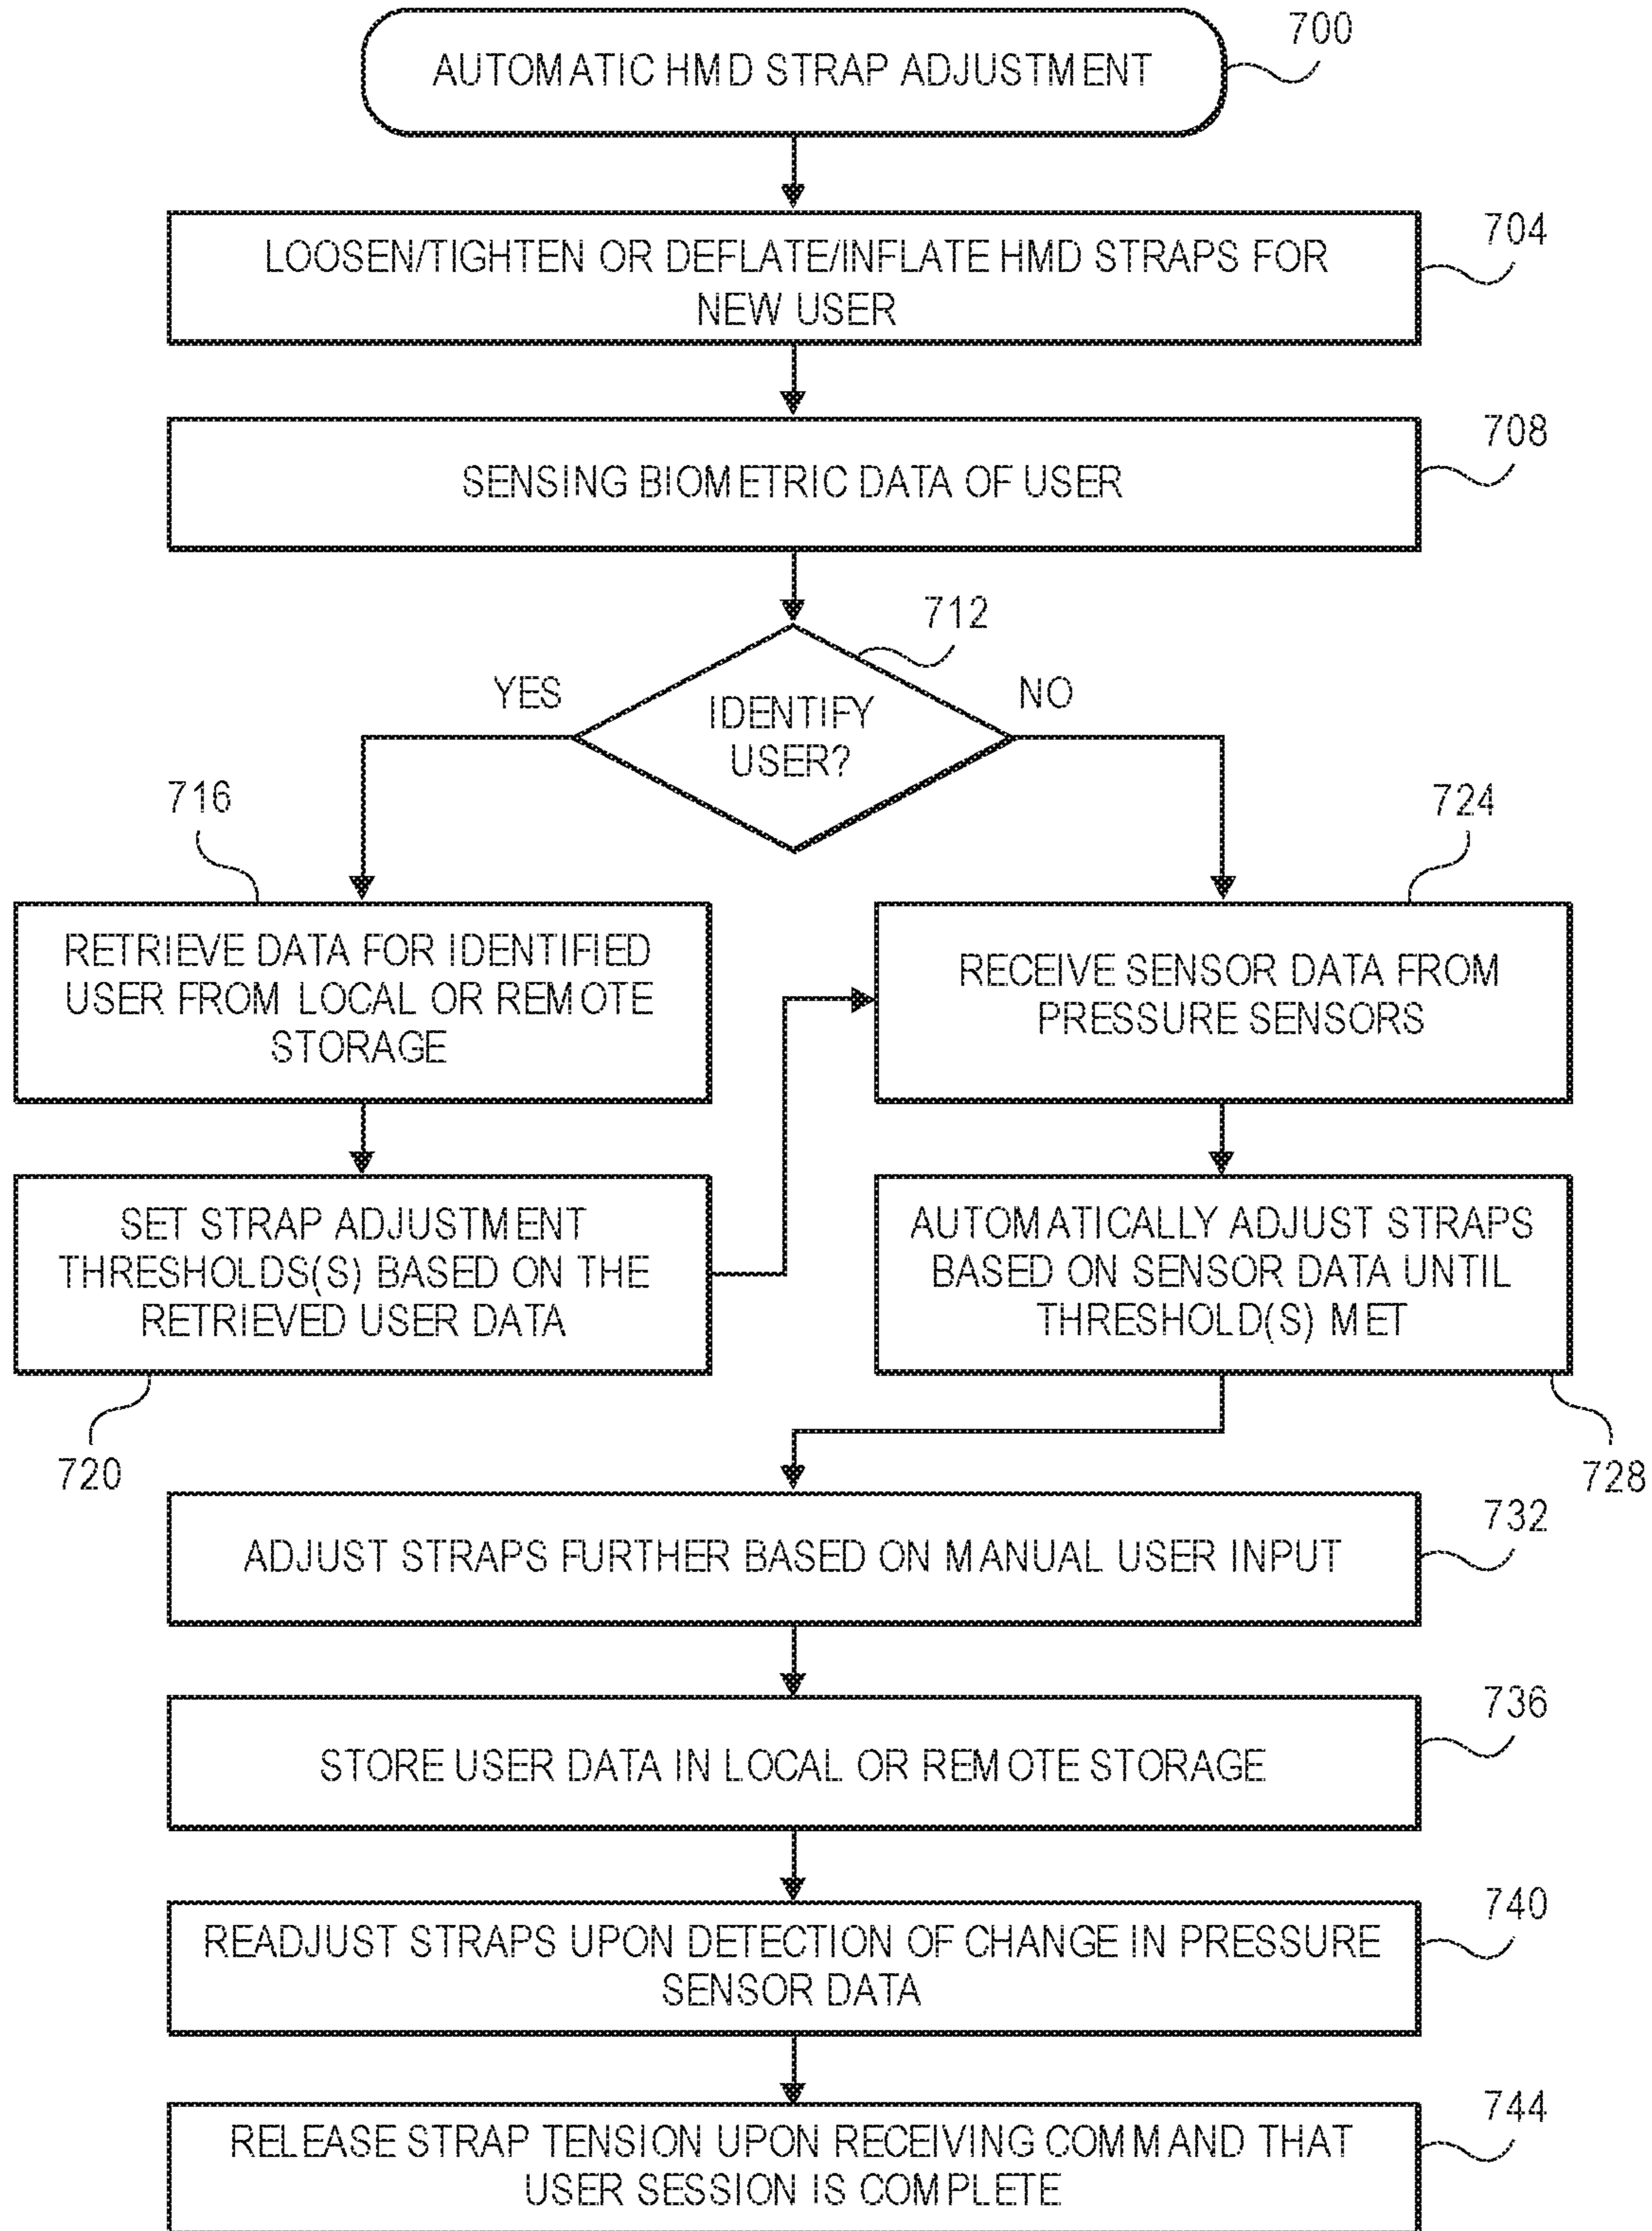 700
AUTOMATIC HMD STRAP ADJUSTMENT
704
LOOSEN/TIGHTEN OR DEFLATE/INFLATE HMD STRAPS FOR
NEW USER
708
SENSING BIOMETRIC DATA OF USER
712
YES
NO
IDENTIFY
USER?
716
724
RETRIEVE DATA FOR IDENTIFIED
USER FROM LOCAL OR REMOTE
STORAGE
RECEIVE SENSOR DATA FROM
PRESSURE SENSORS
SET STRAP ADJUSTMENT
THRESHOLDS(S) BASED ON THE
RETRIEVED USER DATA
AUTOMATICALLY ADJUST STRAPS
BASED ON SENSOR DATA UNTIL
THRESHOLD(S) MET
720
728
732
ADJUST STRAPS FURTHER BASED ON MANUAL USER INPUT
736
STORE USER DATA IN LOCAL OR REMOTE STORAGE
740
READJUST STRAPS UPON DETECTION OF CHANGE IN PRESSURE
SENSOR DATA
744
RELEASE STRAP TENSION UPON RECEIVING COMMAND THAT
USER SESSION IS COMPLETE